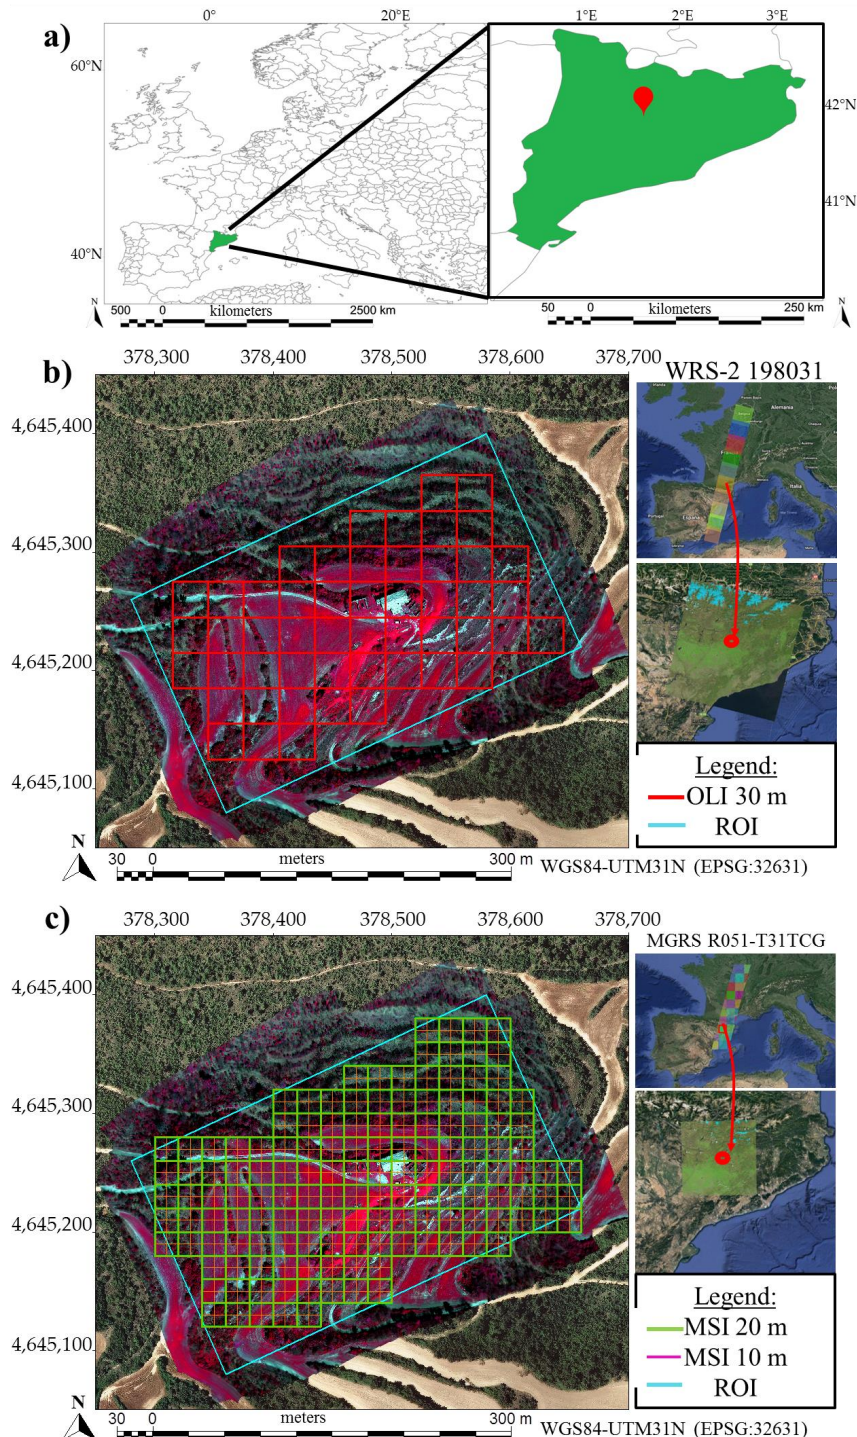 a)
0° 20°E
60°N
40°N
1°E 2°E 3°E
42°N
41°N
N
500 0 kilometers 2500 km
50 0 kilometers 250 km
N
b)
378,300 378,400 378,500 378,600 378,700
WRS-2 198031
4,645,400
4,645,300
4,645,200
4,645,100
Alemania
Italia
Portugal
Legend:
OLI 30 m
ROI
N
30 0 meters 300 m
WGS84-UTM31N (EPSG:32631)
c)
378,300 378,400 378,500 378,600 378,700
MGRS R051-T31TCG
4,645,400
4,645,300
4,645,200
4,645,100
Legend:
MSI 20 m
MSI 10 m
ROI
N
30 0 meters 300 m
WGS84-UTM31N (EPSG:32631)